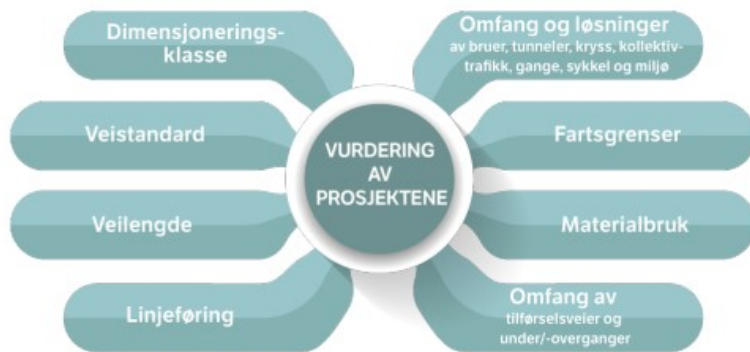 Dimensjonerings-
klasse
Veistandard
Veilengde
Linjeføring
VURDERING
AV
PROSJEKTENE
Omfang og løsninger
av bruer, tunneler, kryss, kollektiv-
trafikk, gange, sykkel og miljø
Fartsgrenser
Materialbruk
Omfang av
tilførselsveier og
under/-overganger